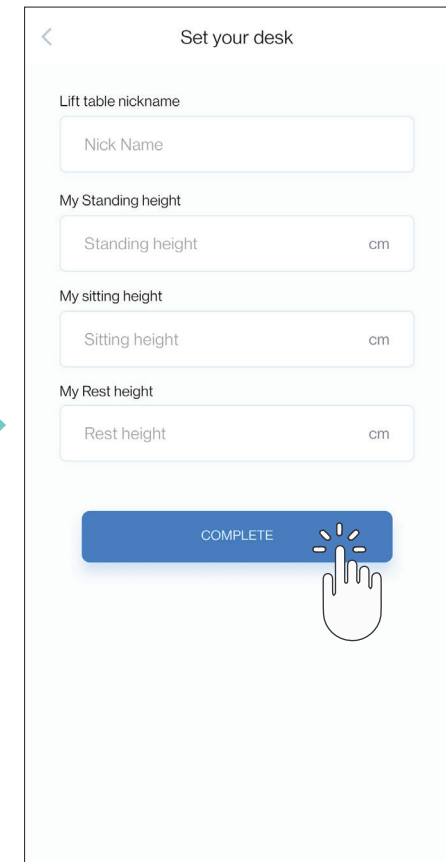 Set your desk
Lift table nickname
Nick Name
My Standing height
Standing height cm
My sitting height
Sitting height cm
My Rest height
Rest height cm
COMPLETE